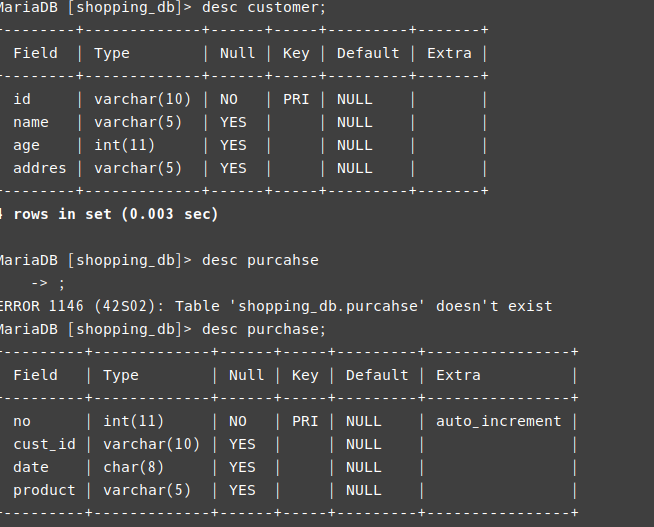 MariaDB [shopping_db]> desc customer;
--------+-------------+------+-----+---------+-------+
Field  | Type        | Null | Key | Default | Extra |
--------+-------------+------+-----+---------+-------+
id     | varchar(10) | NO   | PRI | NULL    |       |
name   | varchar(5)  | YES  |     | NULL    |       |
age    | int(11)     | YES  |     | NULL    |       |
addres | varchar(5)  | YES  |     | NULL    |       |
--------+-------------+------+-----+---------+-------+
4 rows in set (0.003 sec)
MariaDB [shopping_db]> desc purcahse
-> ;
ERROR 1146 (42S02): Table 'shopping_db.purcahse' doesn't exist
MariaDB [shopping_db]> desc purchase;
---------+-------------+------+-----+---------+----------------+
Field   | Type        | Null | Key | Default | Extra          |
---------+-------------+------+-----+---------+----------------+
no      | int(11)     | NO   | PRI | NULL    | auto_increment |
cust_id | varchar(10) | YES  |     | NULL    |                |
date    | char(8)     | YES  |     | NULL    |                |
product | varchar(5)  | YES  |     | NULL    |                |
---------+-------------+------+-----+---------+----------------+